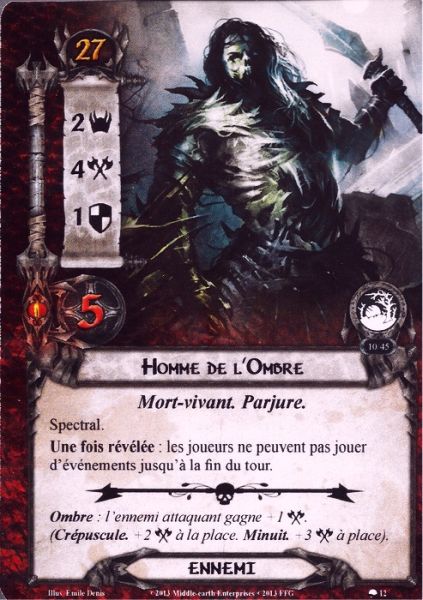 27
2
4
1
5
10-45
Homme de l'Ombre
Mort-vivant. Parjure.
Spectral.
Une fois révélée : les joueurs ne peuvent pas jouer
d'événements jusqu'à la fin du tour.
Ombre : l'ennemi attaquant gagne +1 .
(Crépuscule. +2 à la place. Minuit. +3 à place).
ENNEMI
Illus. Emile Denis
©2013 Middle-earth Enterprises • 2013 FFG
12